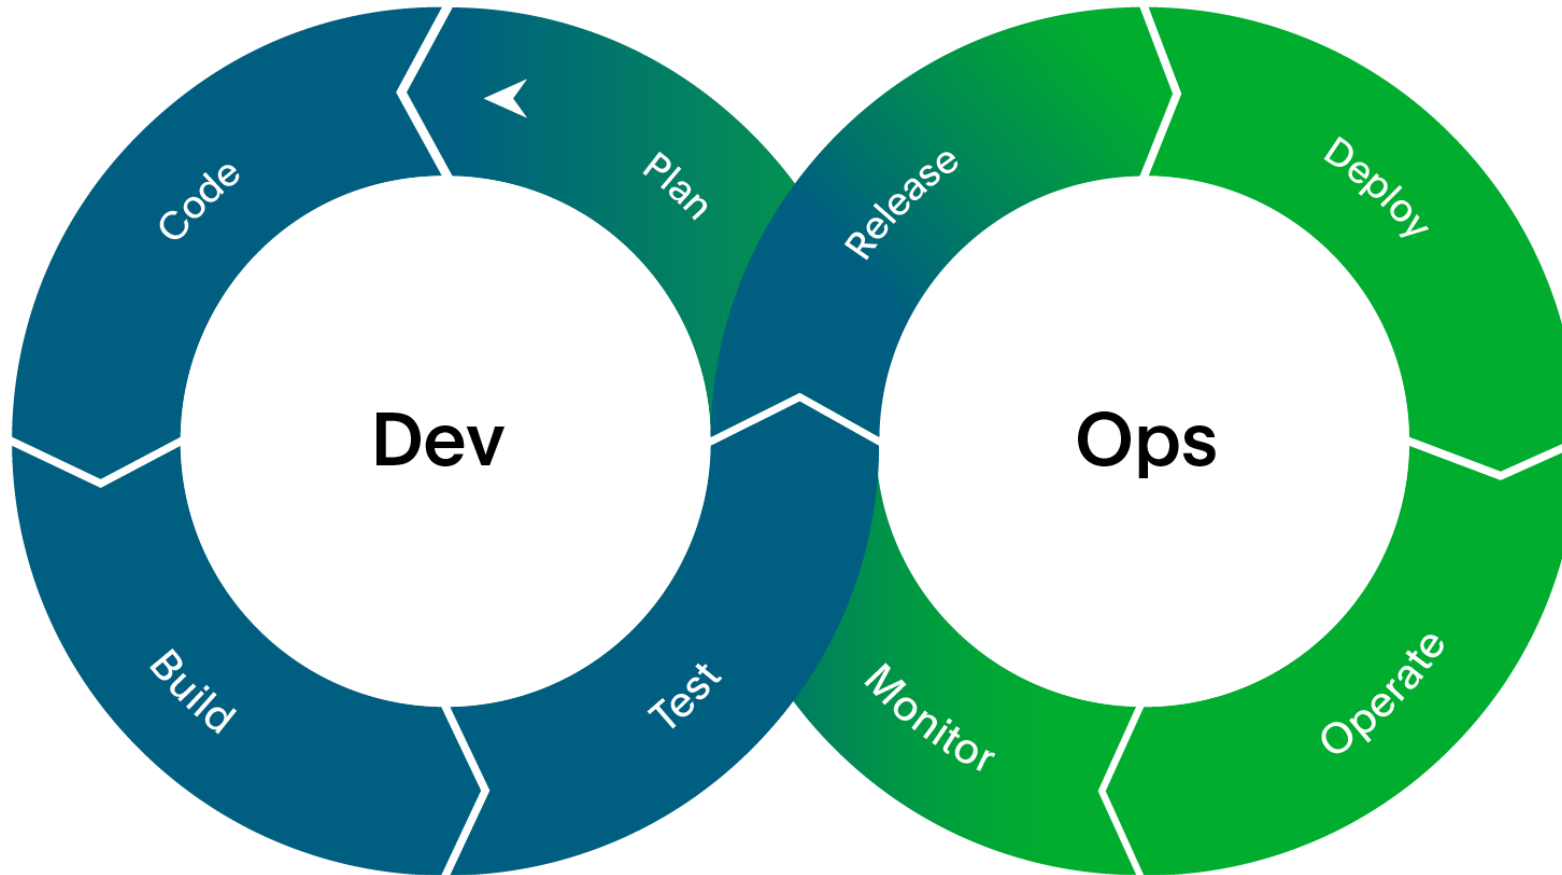 Plan
Code
Build
Test
Release
Deploy
Operate
Monitor
Dev
Ops